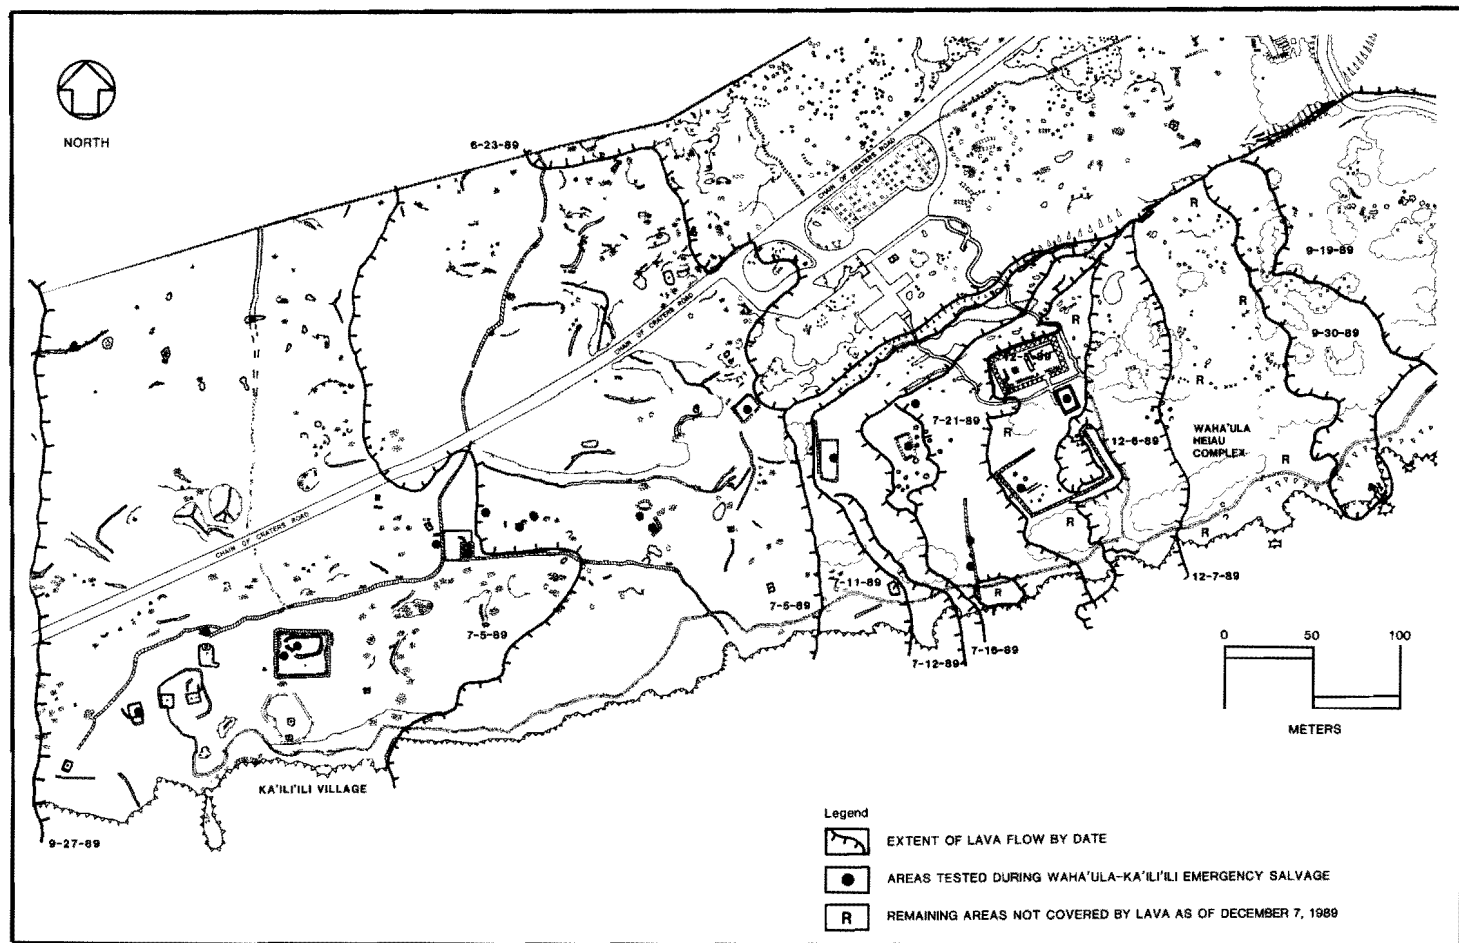 NORTH
6-23-89
CHAIN OF CRATERS ROAD
R
9-19-89
R
CHAIN OF CRATERS ROAD
R
9-30-89
12-6-89
R
7-21-89
R
12-6-89
WAHA'ULA
HEIAU
COMPLEX
R
CHAIN OF CRATERS ROAD
R
R
12-7-89
7-11-89
R
7-5-89
7-5-89
7-16-89
7-12-89
0 50 100
METERS
KA'ILI'ILI VILLAGE
9-27-89
Legend
EXTENT OF LAVA FLOW BY DATE
AREAS TESTED DURING WAHA'ULA-KA'ILI'ILI EMERGENCY SALVAGE
R REMAINING AREAS NOT COVERED BY LAVA AS OF DECEMBER 7, 1989